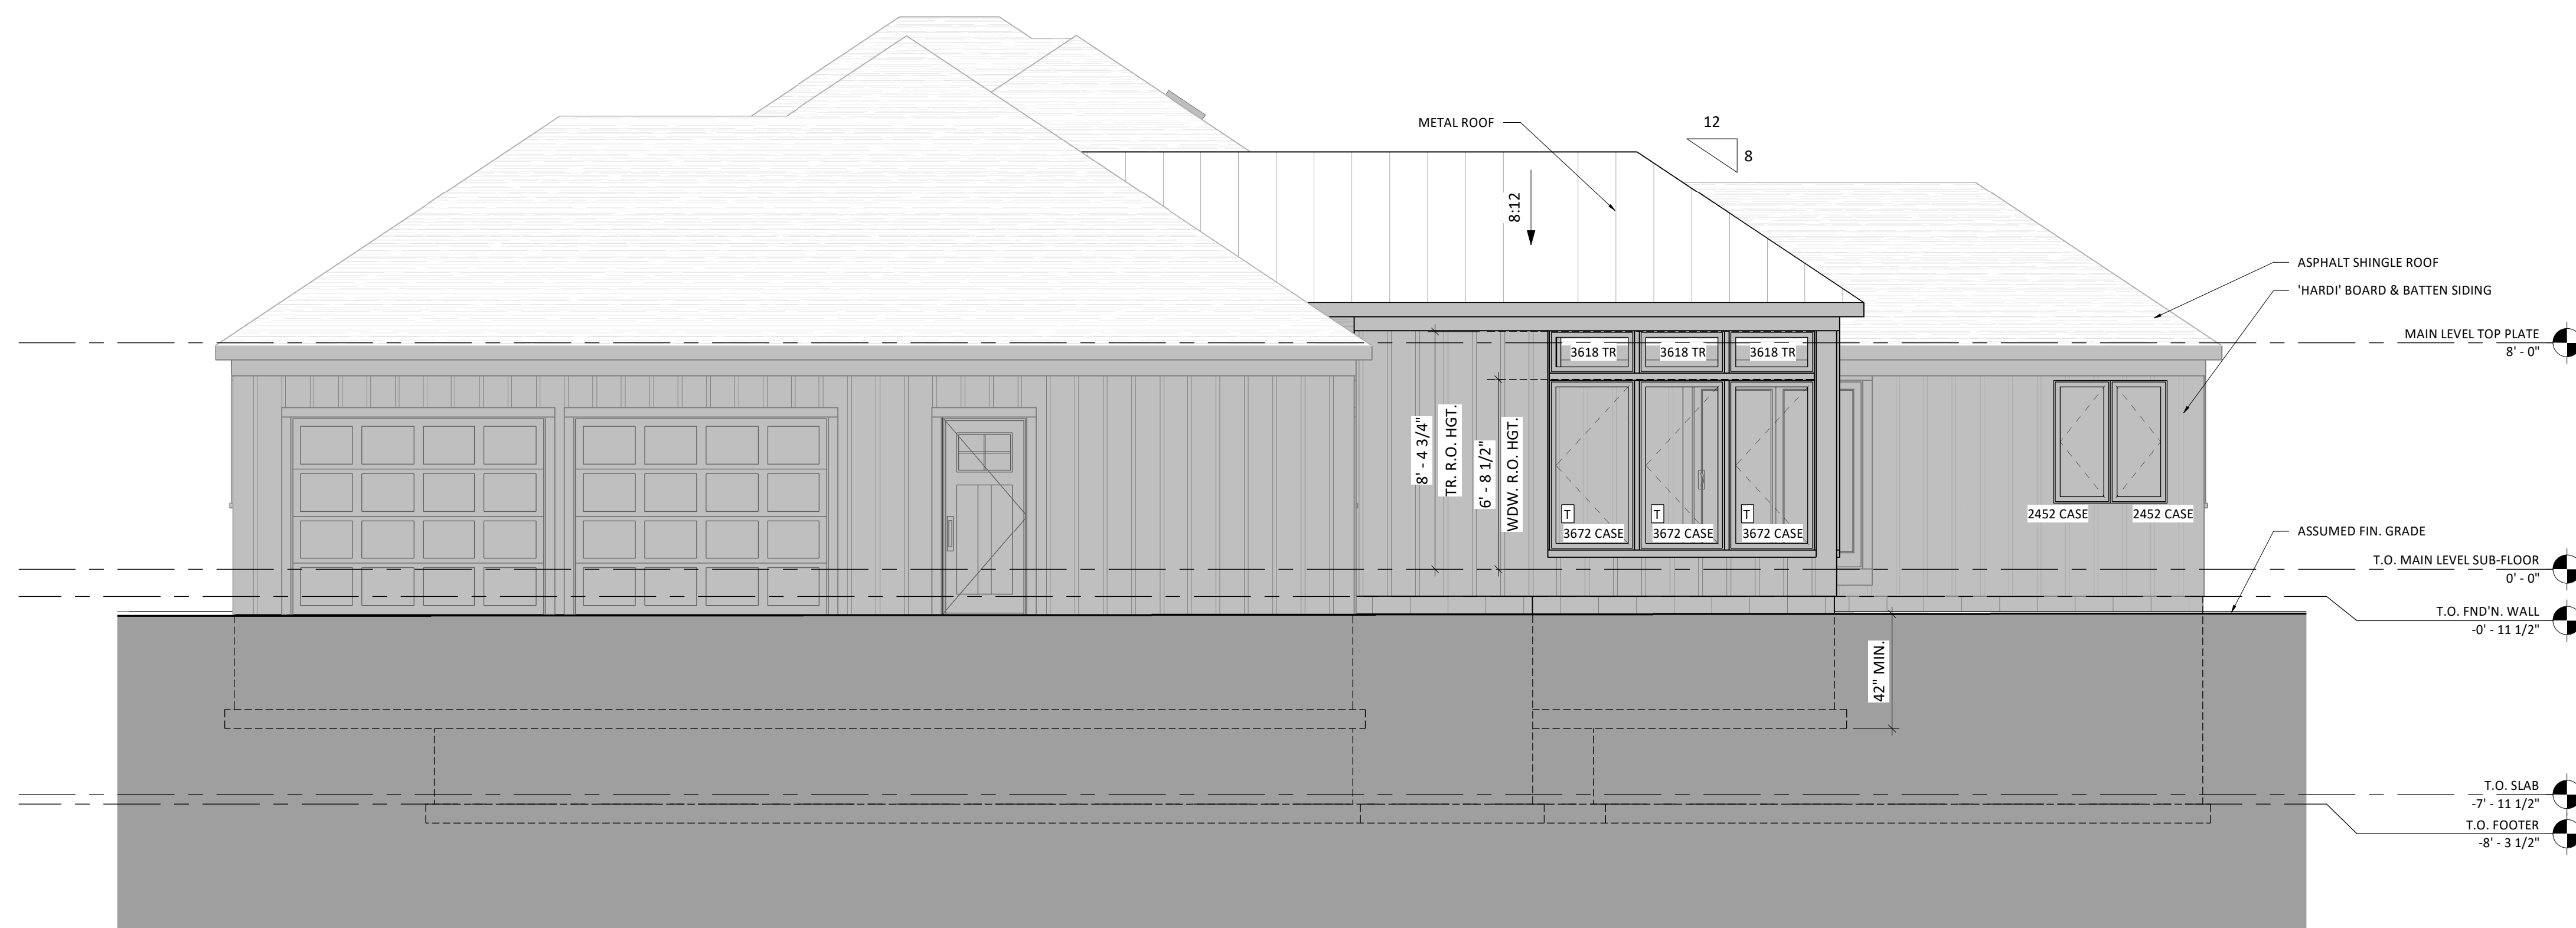 12
METAL ROOF
8
8:12
ASPHALT SHINGLE ROOF
'HARDI' BOARD & BATTEN SIDING
MAIN LEVEL TOP PLATE
8' - 0"
3618 TR
3618 TR
3618 TR
8' - 4 3/4"
TR. R.O. HGT.
6' - 8 1/2"
WDW. R.O. HGT.
T
T
T
3672 CASE
3672 CASE
3672 CASE
2452 CASE
2452 CASE
ASSUMED FIN. GRADE
T.O. MAIN LEVEL SUB-FLOOR
0' - 0"
T.O. FND'N. WALL
-0' - 11 1/2"
42" MIN.
T.O. SLAB
-7' - 11 1/2"
T.O. FOOTER
-8' - 3 1/2"